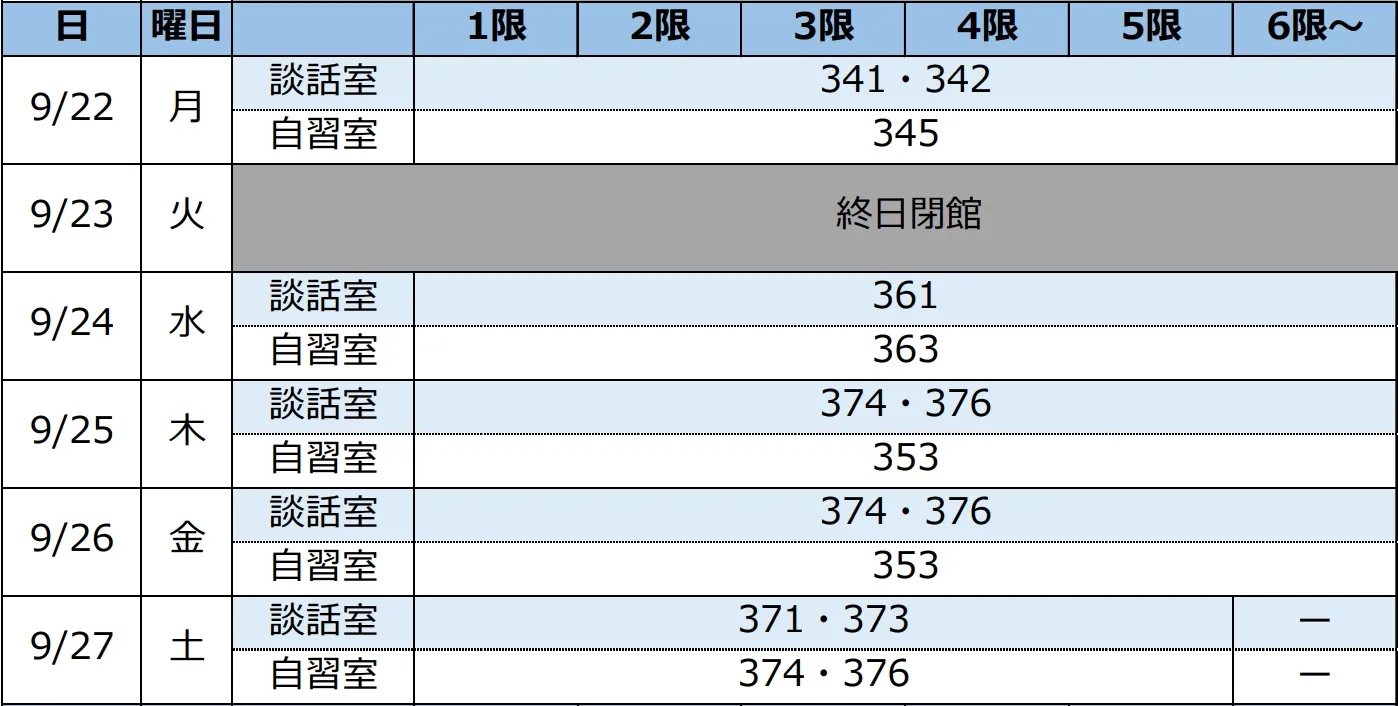 日 曜日 1限 2限 3限 4限 5限 6限～
9/22 月 談話室 341・342
自習室 345
9/23 火 終日閉館
9/24 水 談話室 361
自習室 363
9/25 木 談話室 374・376
自習室 353
9/26 金 談話室 374・376
自習室 353
9/27 土 談話室 371・373 ー
自習室 374・376 ー